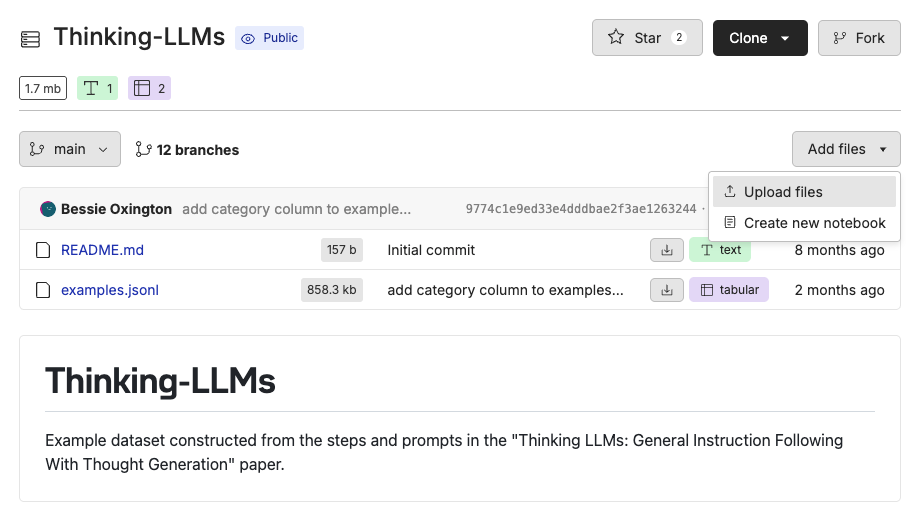 Thinking-LLMs Public Star 2 Clone Fork
1.7 mb 1 2
main 12 branches Add files
Upload files
Bessie Oxington add category column to example... 9774c1e9ed33e4dddbae2f3ae1263244 ·
Create new notebook
README.md 157 b Initial commit text 8 months ago
examples.jsonl 858.3 kb add category column to examples... tabular 2 months ago
Thinking-LLMs
Example dataset constructed from the steps and prompts in the "Thinking LLMs: General Instruction Following
With Thought Generation" paper.